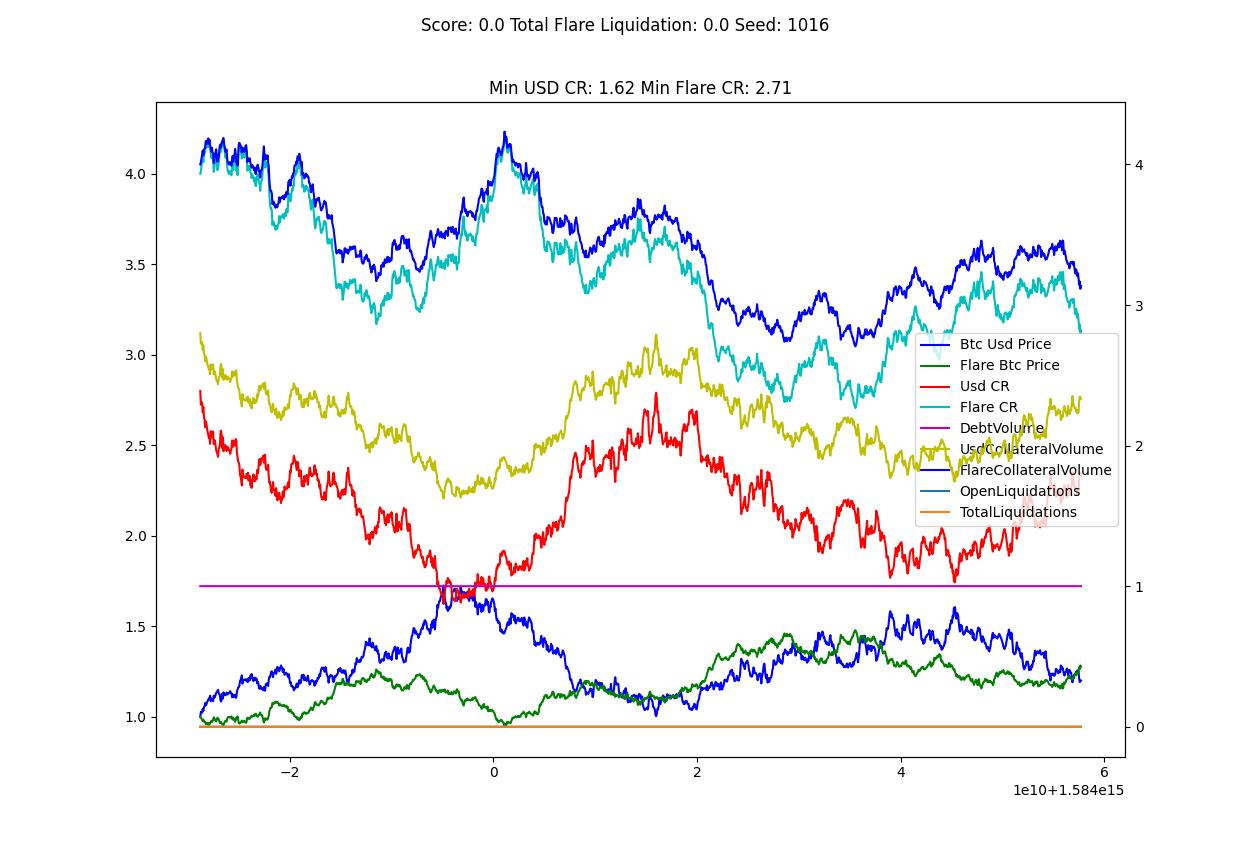 Score: 0.0 Total Flare Liquidation: 0.0 Seed: 1016
Min USD CR: 1.62 Min Flare CR: 2.71
4.0
3.5
3.0
2.5
2.0
1.5
1.0
4
3
2
1
0
Btc Usd Price
Flare Btc Price
Usd CR
Flare CR
DebtVolume
UsdCollateralVolume
FlareCollateralVolume
OpenLiquidations
TotalLiquidations
−2 0 2 4 6
1e10+1.584e15